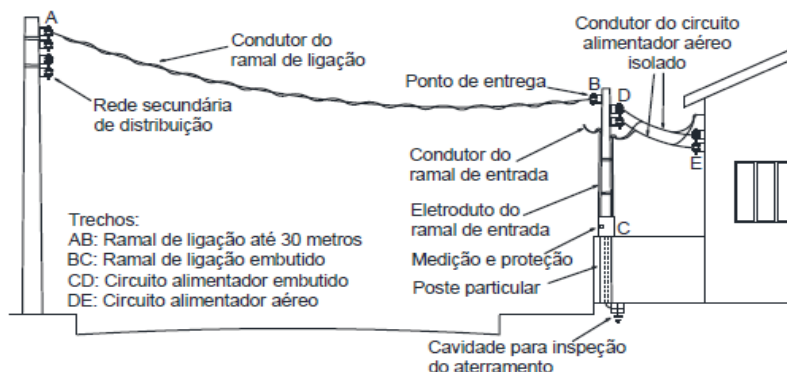 A
Condutor do
ramal de ligação
Rede secundária
de distribuição
Condutor do circuito
alimentador aéreo
isolado
Ponto de entrega
B
D
E
Condutor do
ramal de entrada
Eletroduto do
ramal de entrada
C
Medição e proteção
Poste particular
Trechos:
AB: Ramal de ligação até 30 metros
BC: Ramal de ligação embutido
CD: Circuito alimentador embutido
DE: Circuito alimentador aéreo
Cavidade para inspeção
do aterramento